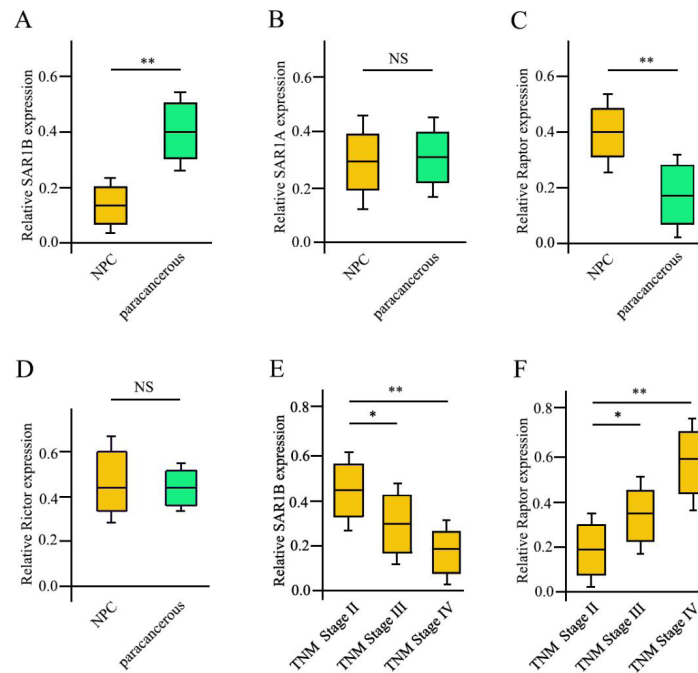 A
B
C
**
NS
**
Relative SAR1B expression
0.6
0.4
0.2
0.0
NPC
paracancerous
Relative SAR1A expression
0.6
0.4
0.2
0.0
NPC
paracancerous
Relative Raptor expression
0.6
0.4
0.2
0.0
NPC
paracancerous
D
E
F
NS
**
*
**
*
Relative Rictor expression
0.6
0.4
0.2
0.0
NPC
paracancerous
Relative SAR1B expression
0.8
0.6
0.4
0.2
0.0
TNM Stage II
TNM Stage III
TNM Stage IV
Relative Raptor expression
0.8
0.6
0.4
0.2
0.0
TNM Stage II
TNM Stage III
TNM Stage IV